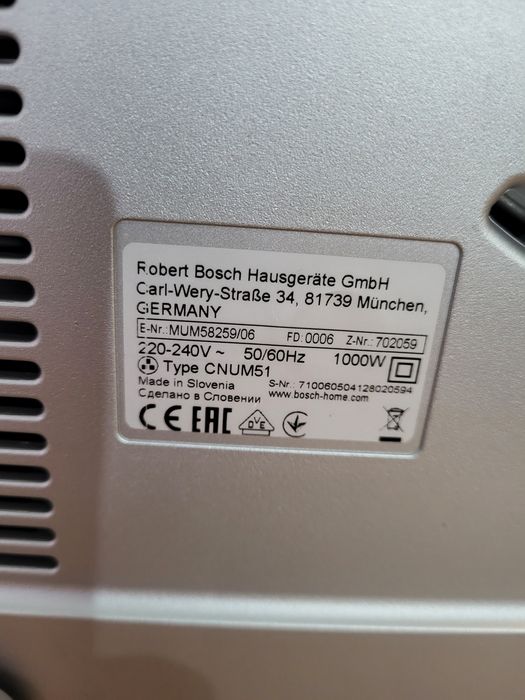 Robert Bosch Hausgeräte GmbH
Carl-Wery-Straße 34, 81739 München,
GERMANY
E-Nr.: MUM58259/06 FD: 0006 Z-Nr.: 702059
220-240V ~ 50/60Hz 1000W
Type CNUM51
Made in Slovenia S-Nr.: 710060504128020594
Сделано в Словении www.bosch-home.com
CE EAC OVE